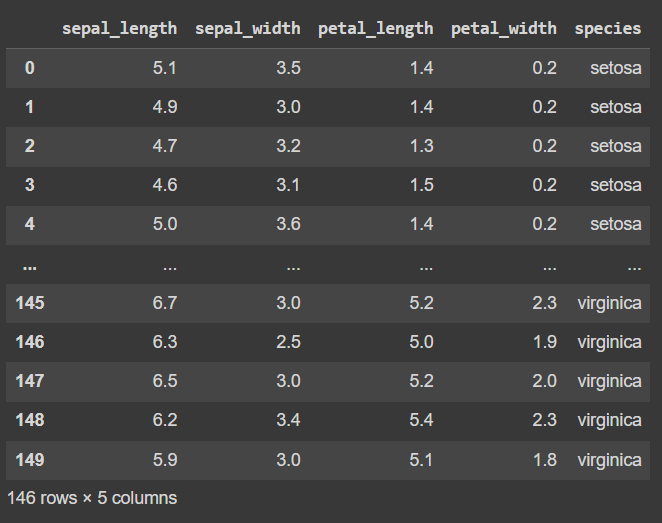 sepal_length sepal_width petal_length petal_width species
0 5.1 3.5 1.4 0.2 setosa
1 4.9 3.0 1.4 0.2 setosa
2 4.7 3.2 1.3 0.2 setosa
3 4.6 3.1 1.5 0.2 setosa
4 5.0 3.6 1.4 0.2 setosa
... ... ... ... ... ...
145 6.7 3.0 5.2 2.3 virginica
146 6.3 2.5 5.0 1.9 virginica
147 6.5 3.0 5.2 2.0 virginica
148 6.2 3.4 5.4 2.3 virginica
149 5.9 3.0 5.1 1.8 virginica
146 rows × 5 columns